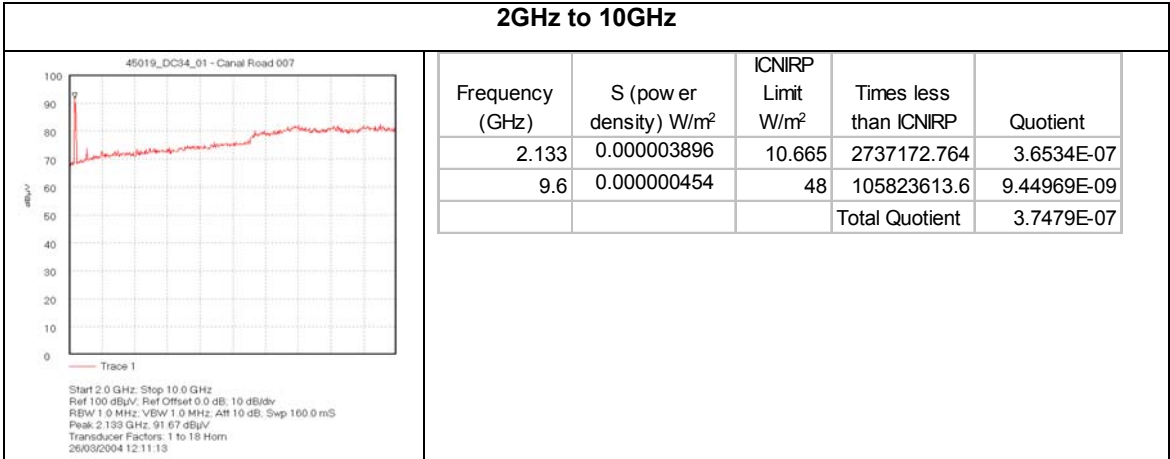 2GHz to 10GHz
45019_DC34_01 - Canal Road 007
100
90
80
70
60
50
40
30
20
10
0
dBµV
Trace 1
Start 2.0 GHz; Stop 10.0 GHz
Ref 100 dBµV; Ref Offset 0.0 dB; 10 dB/div
RBW 1.0 MHz; VBW 1.0 MHz; Att 10 dB; Swp 160.0 mS
Peak 2.133 GHz, 91.67 dBµV
Transducer Factors: 1 to 18 Horn
26/03/2004 12:11:13
Frequency (GHz) S (pow er density) W/m² ICNIRP Limit W/m² Times less than ICNIRP Quotient
2.133 0.000003896 10.665 2737172.764 3.6534E-07
9.6 0.000000454 48 105823613.6 9.44969E-09
Total Quotient 3.7479E-07